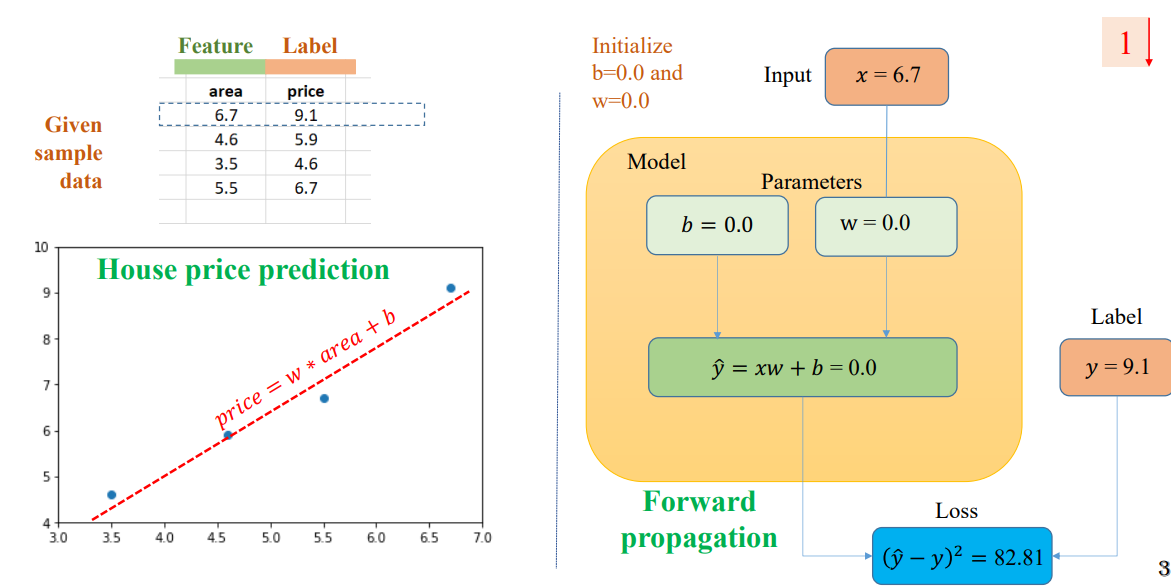 Feature Label
area price
6.7 9.1
4.6 5.9
3.5 4.6
5.5 6.7
Given
sample
data
House price prediction
price = w * area + b
10
9
8
7
6
5
4
3.0 3.5 4.0 4.5 5.0 5.5 6.0 6.5 7.0
Initialize
b=0.0 and
w=0.0
Input
x = 6.7
1
Model
Parameters
b = 0.0
w = 0.0
ŷ = xw + b = 0.0
Label
y = 9.1
Forward
propagation
Loss
(ŷ − y)² = 82.81
3